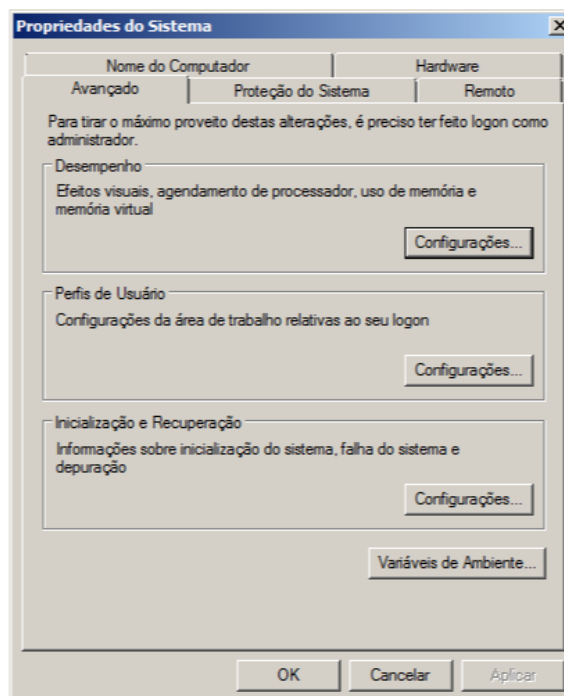 Propriedades do Sistema
Nome do Computador
Hardware
Avançado
Proteção do Sistema
Remoto
Para tirar o máximo proveito destas alterações, é preciso ter feito logon como
administrador.
Desempenho
Efeitos visuais, agendamento de processador, uso de memória e
memória virtual
Configurações...
Perfis de Usuário
Configurações da área de trabalho relativas ao seu logon
Configurações...
Inicialização e Recuperação
Informações sobre inicialização do sistema, falha do sistema e
depuração
Configurações...
Variáveis de Ambiente...
OK
Cancelar
Aplicar